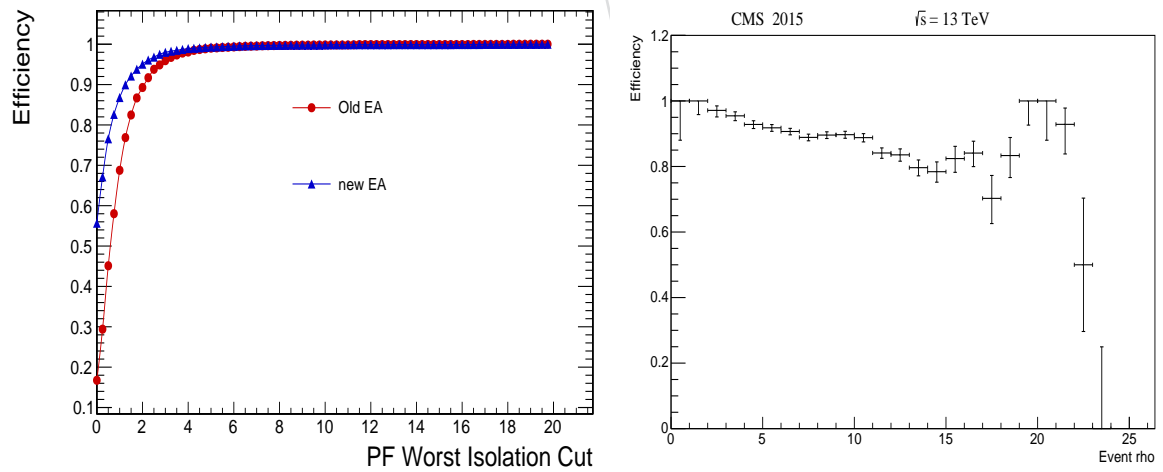 Efficiency
1
0.9
0.8
0.7
0.6
0.5
0.4
0.3
0.2
0.1
0 2 4 6 8 10 12 14 16 18 20
PF Worst Isolation Cut
Old EA
new EA
CMS 2015 √s = 13 TeV
Efficiency
1.2
1
0.8
0.6
0.4
0.2
0
0 5 10 15 20 25
Event rho